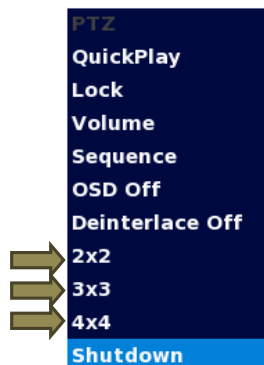 PTZ
QuickPlay
Lock
Volume
Sequence
OSD Off
Deinterlace Off
2x2
3x3
4x4
Shutdown